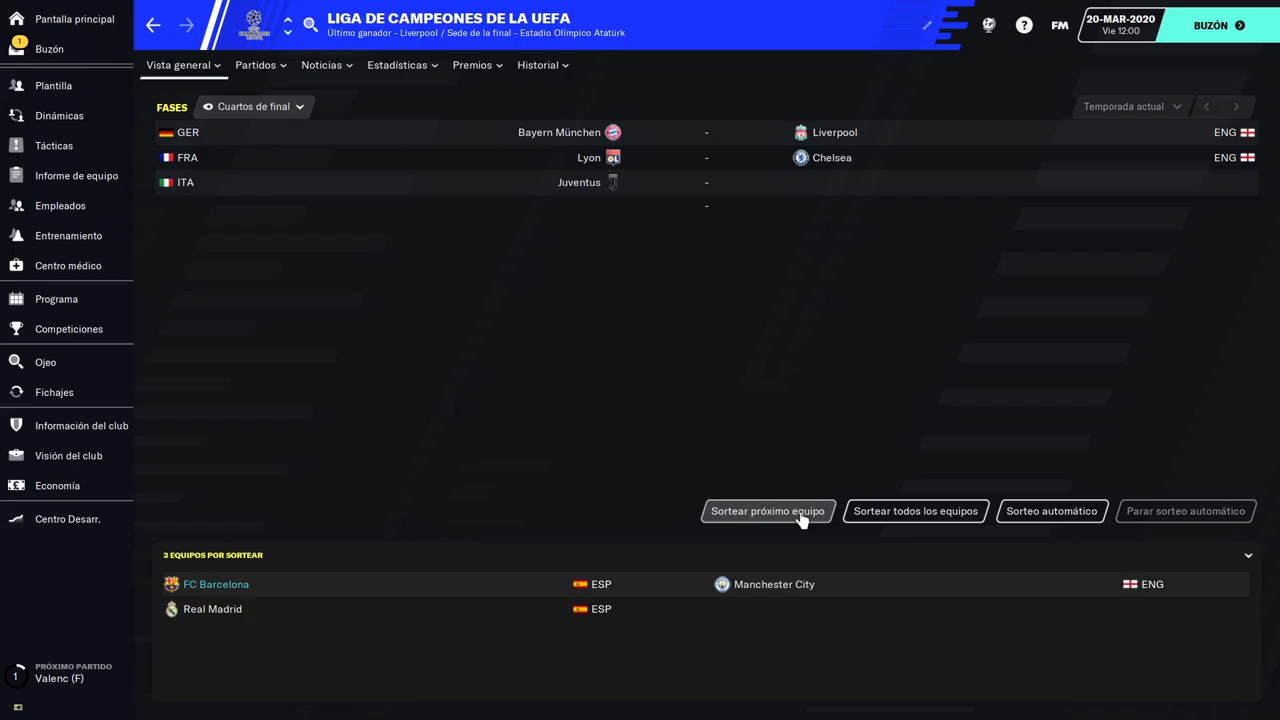 Pantalla principal
1
Buzón
Plantilla
Dinámicas
Tácticas
Informe de equipo
Empleados
Entrenamiento
Centro médico
Programa
Competiciones
Ojeo
Fichajes
Información del club
Visión del club
Economía
Centro Desarr.
1
PRÓXIMO PARTIDO
Valenc (F)
LIGA DE CAMPEONES DE LA UEFA
Último ganador - Liverpool / Sede de la final - Estadio Olímpico Atatürk
?
FM
20-MAR-2020
Vie 12:00
BUZÓN
Vista general
Partidos
Noticias
Estadísticas
Premios
Historial
FASES
Cuartos de final
Temporada actual
GER Bayern München - Liverpool ENG
FRA Lyon - Chelsea ENG
ITA Juventus -
-
Sortear próximo equipo
Sortear todos los equipos
Sorteo automático
Parar sorteo automático
3 EQUIPOS POR SORTEAR
FC Barcelona ESP Manchester City ENG
Real Madrid ESP